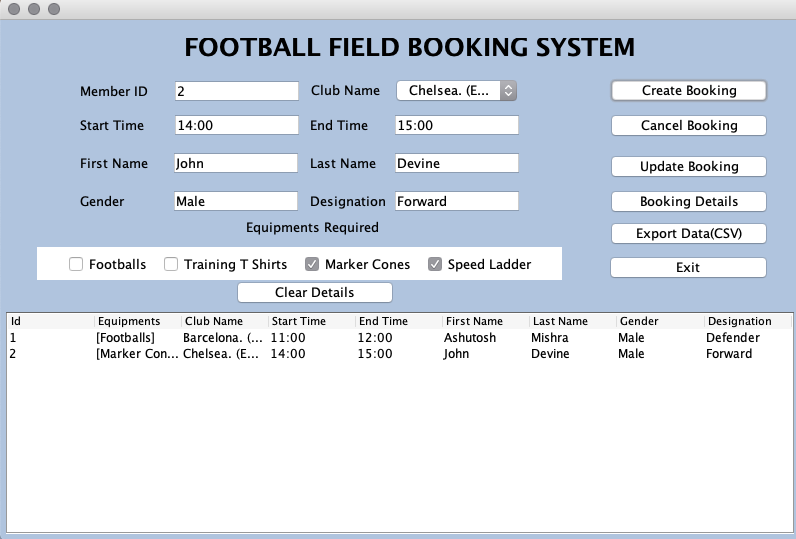 FOOTBALL FIELD BOOKING SYSTEM
Member ID 2 Club Name Chelsea. (E... Create Booking
Start Time 14:00 End Time 15:00 Cancel Booking
First Name John Last Name Devine Update Booking
Gender Male Designation Forward Booking Details
Equipments Required
Export Data(CSV)
Footballs Training T Shirts Marker Cones Speed Ladder Exit
Clear Details
Id Equipments Club Name Start Time End Time First Name Last Name Gender Designation
1 [Footballs] Barcelona. (... 11:00 12:00 Ashutosh Mishra Male Defender
2 [Marker Con... Chelsea. (E... 14:00 15:00 John Devine Male Forward